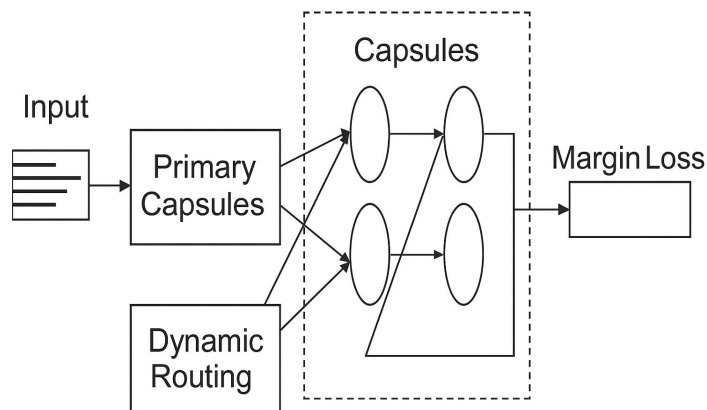 Capsules
Input
Primary
Capsules
Margin Loss
Dynamic
Routing